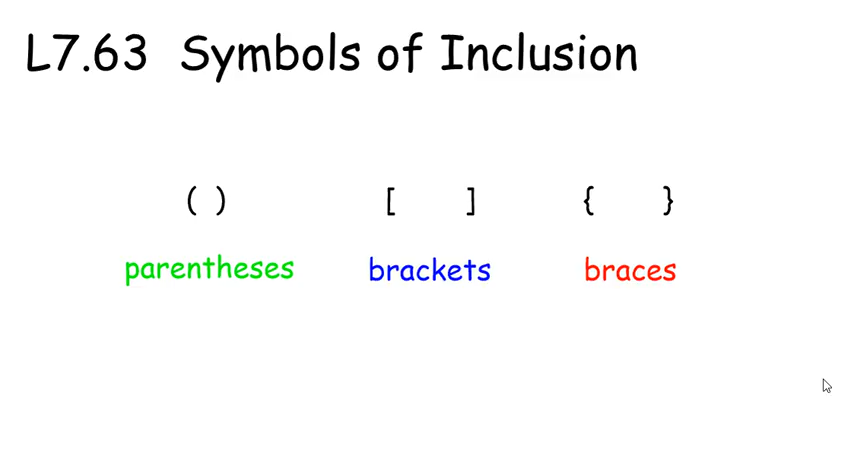 L7.63 Symbols of Inclusion
( ) [ ] { }
parentheses brackets braces